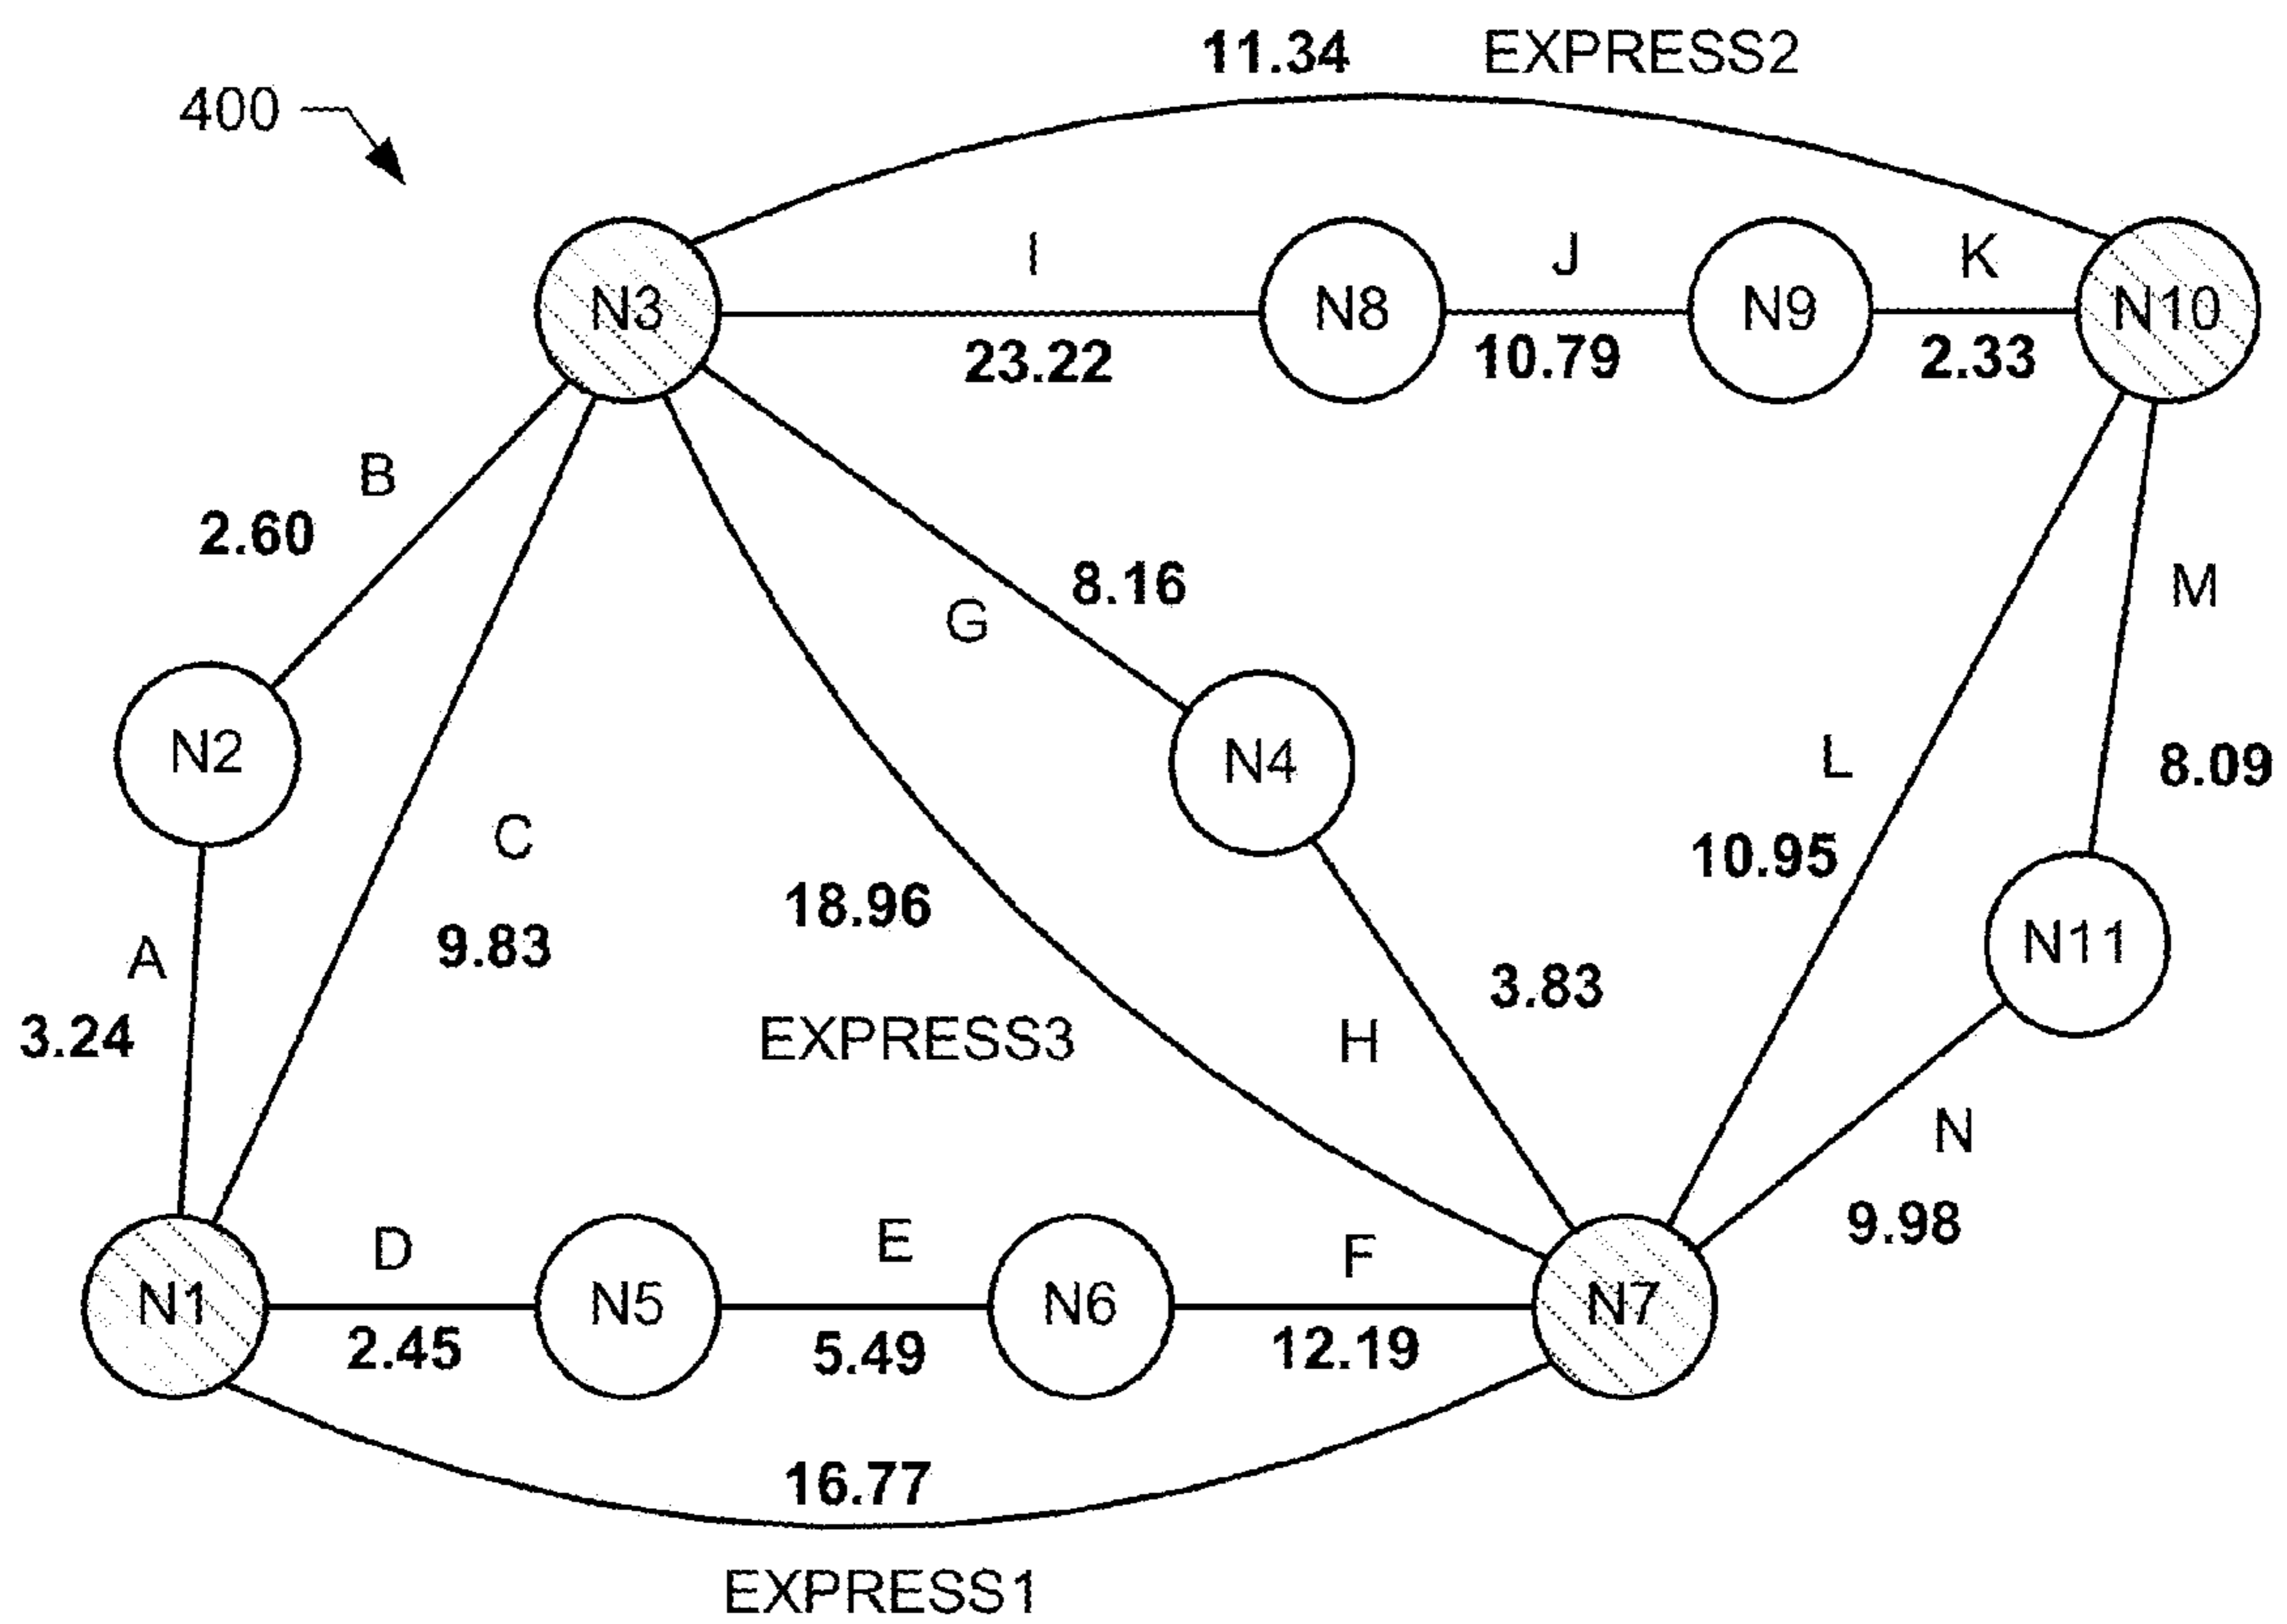 11.34 EXPRESS2
400
I J K
N3 N8 N9 N10
23.22 10.79 2.33
B
2.60
8.16 M
G
N2 N4 L 8.09
C
10.95
18.96
A 9.83 N11
3.24 3.83
EXPRESS3 H
N
D E F 9.98
N1 N5 N6 N7
2.45 5.49 12.19
16.77
EXPRESS1